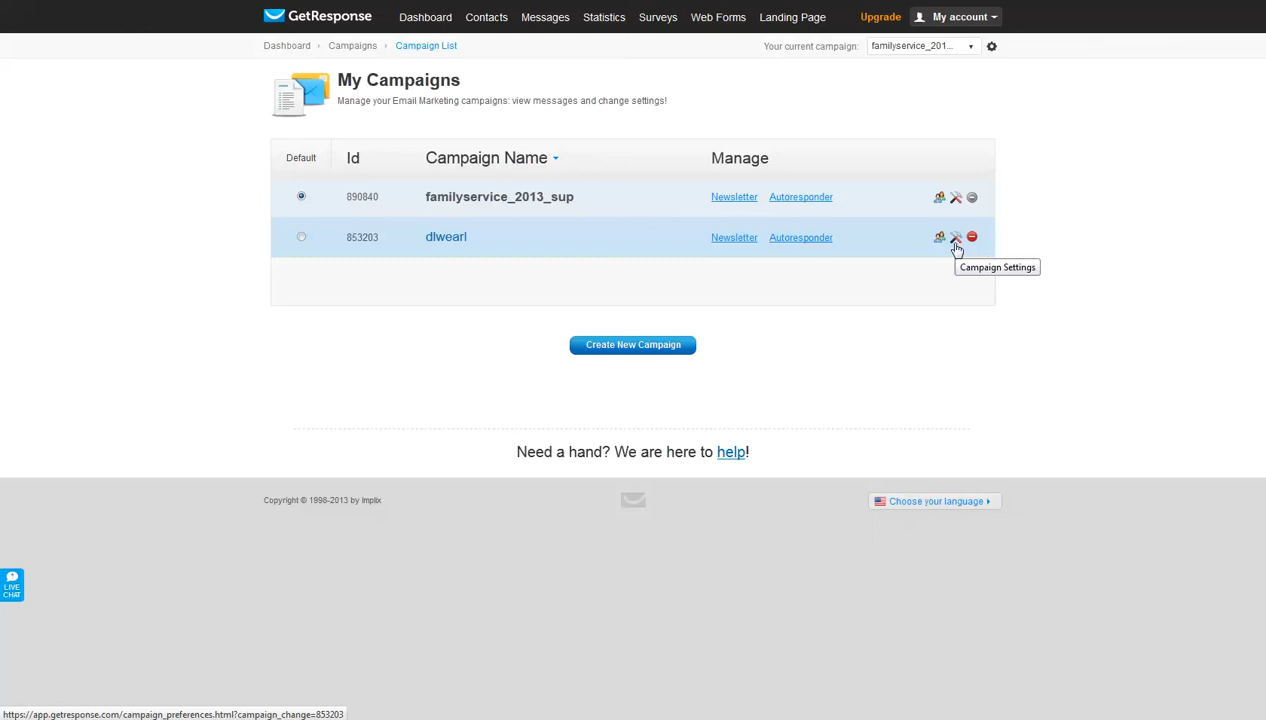 GetResponse Dashboard Contacts Messages Statistics Surveys Web Forms Landing Page Upgrade My account
Dashboard › Campaigns › Campaign List Your current campaign: familyservice_201...
My Campaigns
Manage your Email Marketing campaigns: view messages and change settings!
Default Id Campaign Name Manage
890840 familyservice_2013_sup Newsletter Autoresponder
853203 dlwearl Newsletter Autoresponder
Campaign Settings
Create New Campaign
Need a hand? We are here to help!
Copyright © 1998-2013 by Implix Choose your language
LIVE
CHAT
https://app.getresponse.com/campaign_preferences.html?campaign_change=853203